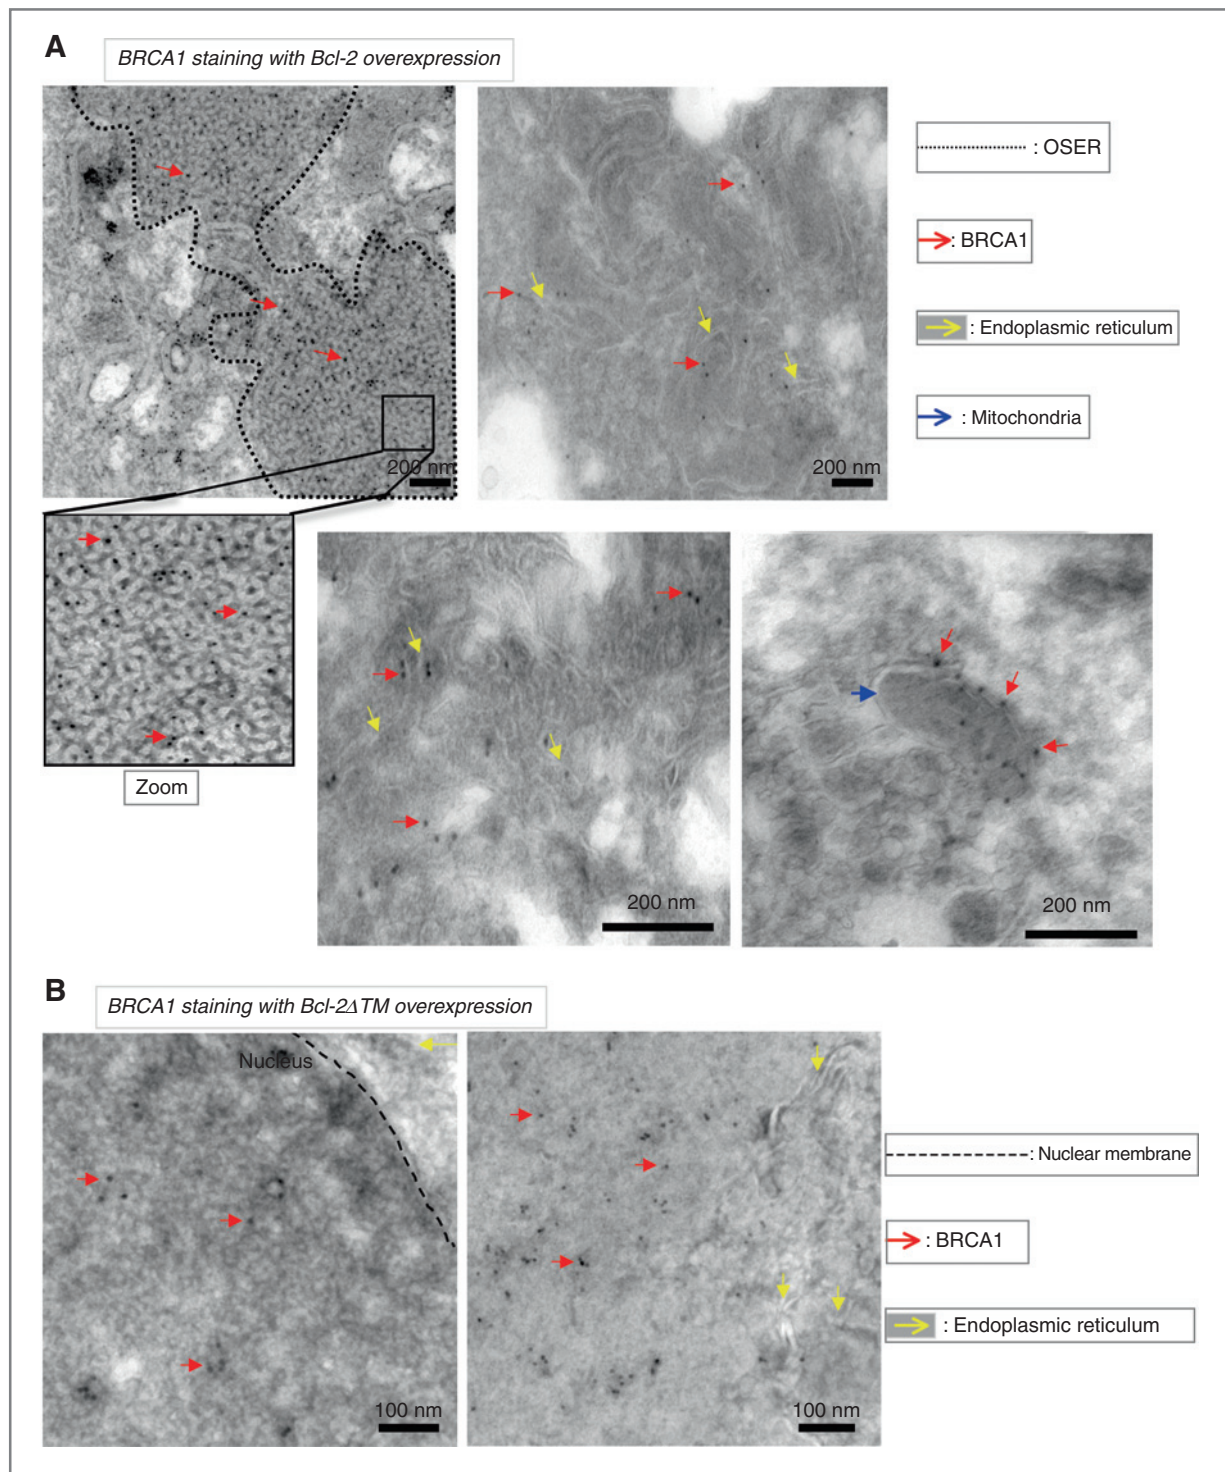 A
BRCA1 staining with Bcl-2 overexpression
: OSER
: BRCA1
: Endoplasmic reticulum
: Mitochondria
200 nm
200 nm
Zoom
200 nm
200 nm
B
BRCA1 staining with Bcl-2ΔTM overexpression
Nucleus
: Nuclear membrane
: BRCA1
: Endoplasmic reticulum
100 nm
100 nm